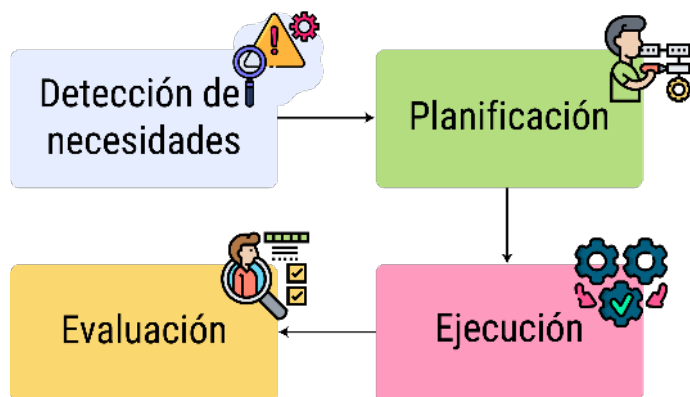 Detección de
necesidades
Planificación
Ejecución
Evaluación